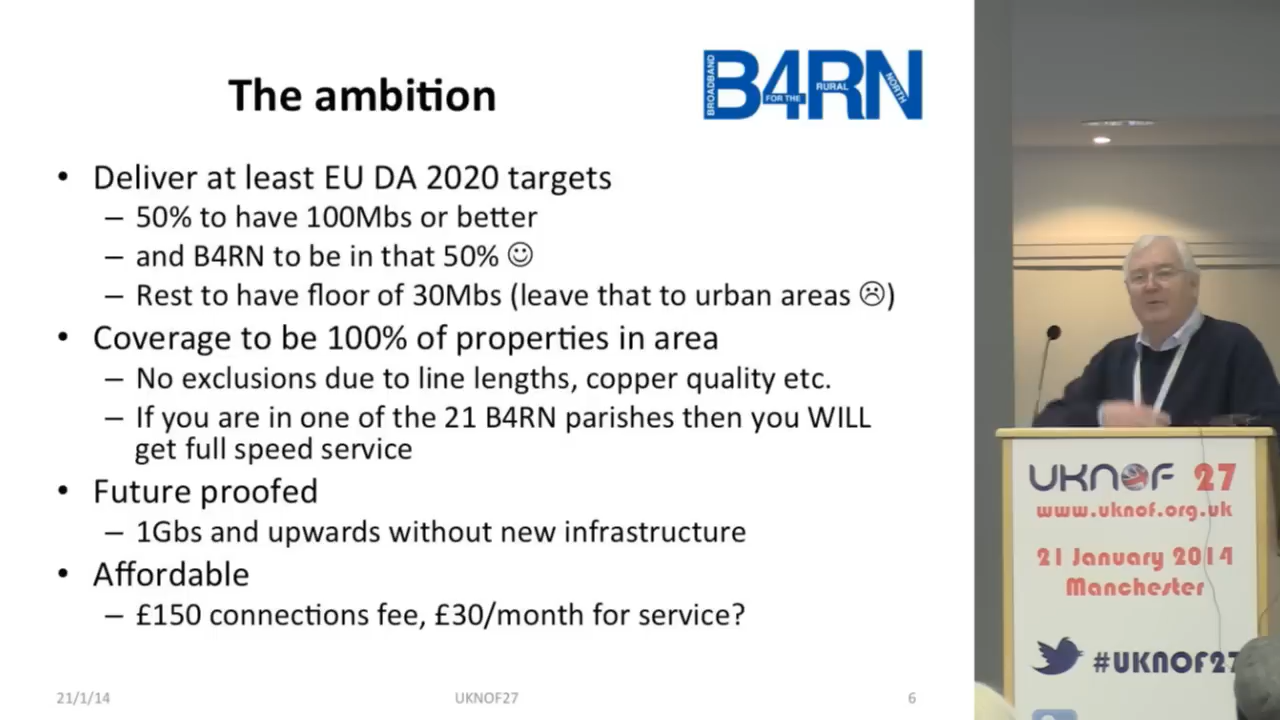 The ambition
BROADBAND
B4RN
FOR THE
RURAL
NORTH
• Deliver at least EU DA 2020 targets
– 50% to have 100Mbs or better
– and B4RN to be in that 50% ☺
– Rest to have floor of 30Mbs (leave that to urban areas ☹)
• Coverage to be 100% of properties in area
– No exclusions due to line lengths, copper quality etc.
– If you are in one of the 21 B4RN parishes then you WILL
get full speed service
• Future proofed
– 1Gbs and upwards without new infrastructure
• Affordable
– £150 connections fee, £30/month for service?
21/1/14
UKNOF27
6
UKNOF 27
www.uknof.org.uk
21 January 2014
Manchester
#UKNOF27